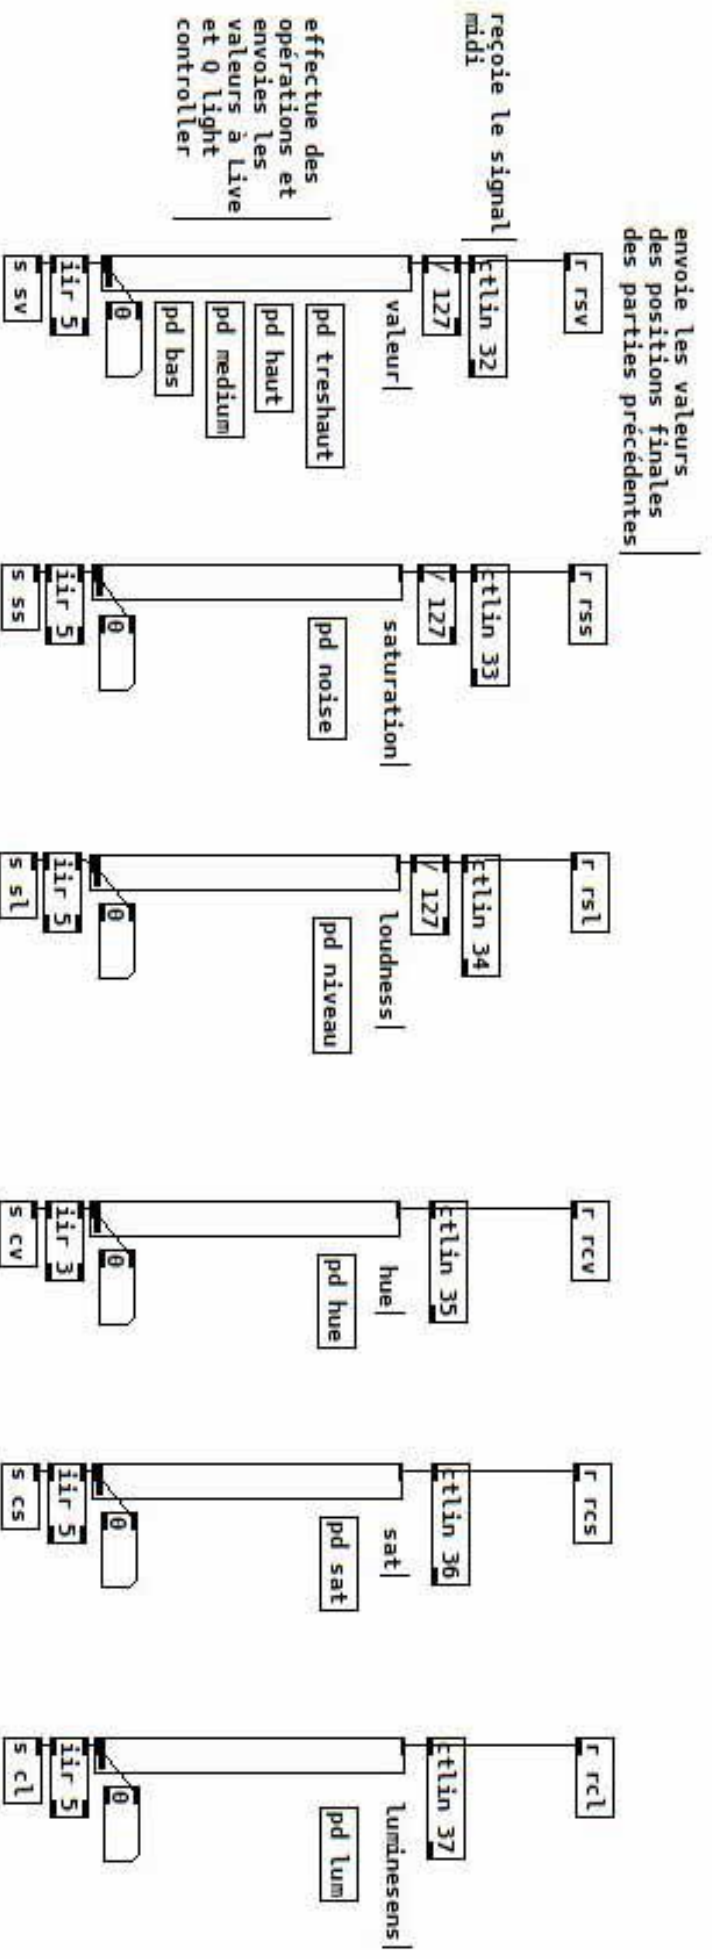 envoie les valeurs
des positions finales
des parties précédentes
reçoie le signal
midi
effectue des
opérations et
envoies les
valeurs à Live
et Q light
controller
r rsv
ctlin 32
/ 127
valeur
pd treshaut
pd haut
pd medium
pd bas
0
iir 5
s sv
r rss
ctlin 33
/ 127
saturation
pd noise
0
iir 5
s ss
r rsl
ctlin 34
/ 127
loudness
pd niveau
0
iir 5
s sl
r rcv
ctlin 35
hue
pd hue
0
iir 3
s cv
r rcs
ctlin 36
sat
pd sat
0
iir 5
s cs
r rcl
ctlin 37
luminesens
pd lum
0
iir 5
s cl